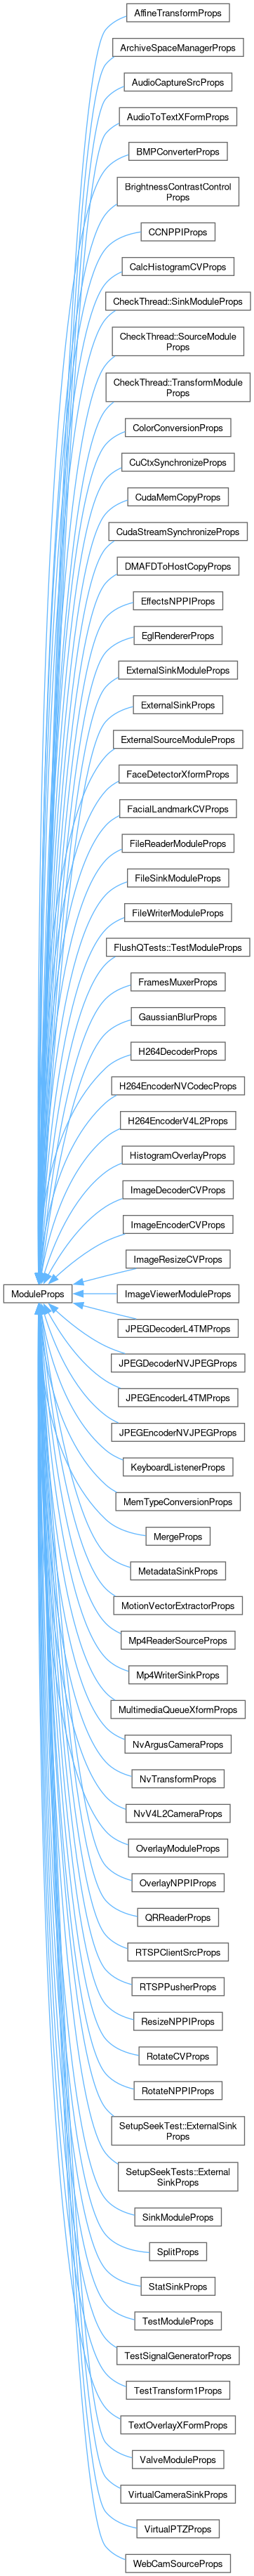 AffineTransformProps
ArchiveSpaceManagerProps
AudioCaptureSrcProps
AudioToTextXFormProps
BMPConverterProps
BrightnessContrastControl
Props
CCNPPIProps
CalcHistogramCVProps
CheckThread::SinkModuleProps
CheckThread::SourceModule
Props
CheckThread::TransformModule
Props
ColorConversionProps
CuCtxSynchronizeProps
CudaMemCopyProps
CudaStreamSynchronizeProps
DMAFDToHostCopyProps
EffectsNPPIProps
EglRendererProps
ExternalSinkModuleProps
ExternalSinkProps
ExternalSourceModuleProps
FaceDetectorXformProps
FacialLandmarkCVProps
FileReaderModuleProps
FileSinkModuleProps
FileWriterModuleProps
FlushQTests::TestModuleProps
FramesMuxerProps
GaussianBlurProps
H264DecoderProps
H264EncoderNVCodecProps
H264EncoderV4L2Props
HistogramOverlayProps
ImageDecoderCVProps
ImageEncoderCVProps
ImageResizeCVProps
ModuleProps
ImageViewerModuleProps
JPEGDecoderL4TMProps
JPEGDecoderNVJPEGProps
JPEGEncoderL4TMProps
JPEGEncoderNVJPEGProps
KeyboardListenerProps
MemTypeConversionProps
MergeProps
MetadataSinkProps
MotionVectorExtractorProps
Mp4ReaderSourceProps
Mp4WriterSinkProps
MultimediaQueueXformProps
NvArgusCameraProps
NvTransformProps
NvV4L2CameraProps
OverlayModuleProps
OverlayNPPIProps
QRReaderProps
RTSPClientSrcProps
RTSPPusherProps
ResizeNPPIProps
RotateCVProps
RotateNPPIProps
SetupSeekTest::ExternalSink
Props
SetupSeekTests::External
SinkProps
SinkModuleProps
SplitProps
StatSinkProps
TestModuleProps
TestSignalGeneratorProps
TestTransform1Props
TextOverlayXFormProps
ValveModuleProps
VirtualCameraSinkProps
VirtualPTZProps
WebCamSourceProps